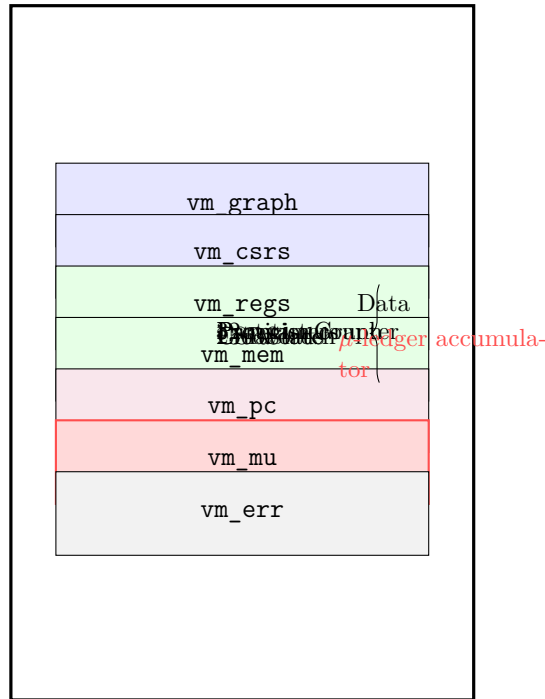 vm_graph
vm_csrs
vm_regs
Data
vm_mem
μ-ledger accumula-
tor
vm_pc
vm_mu
vm_err